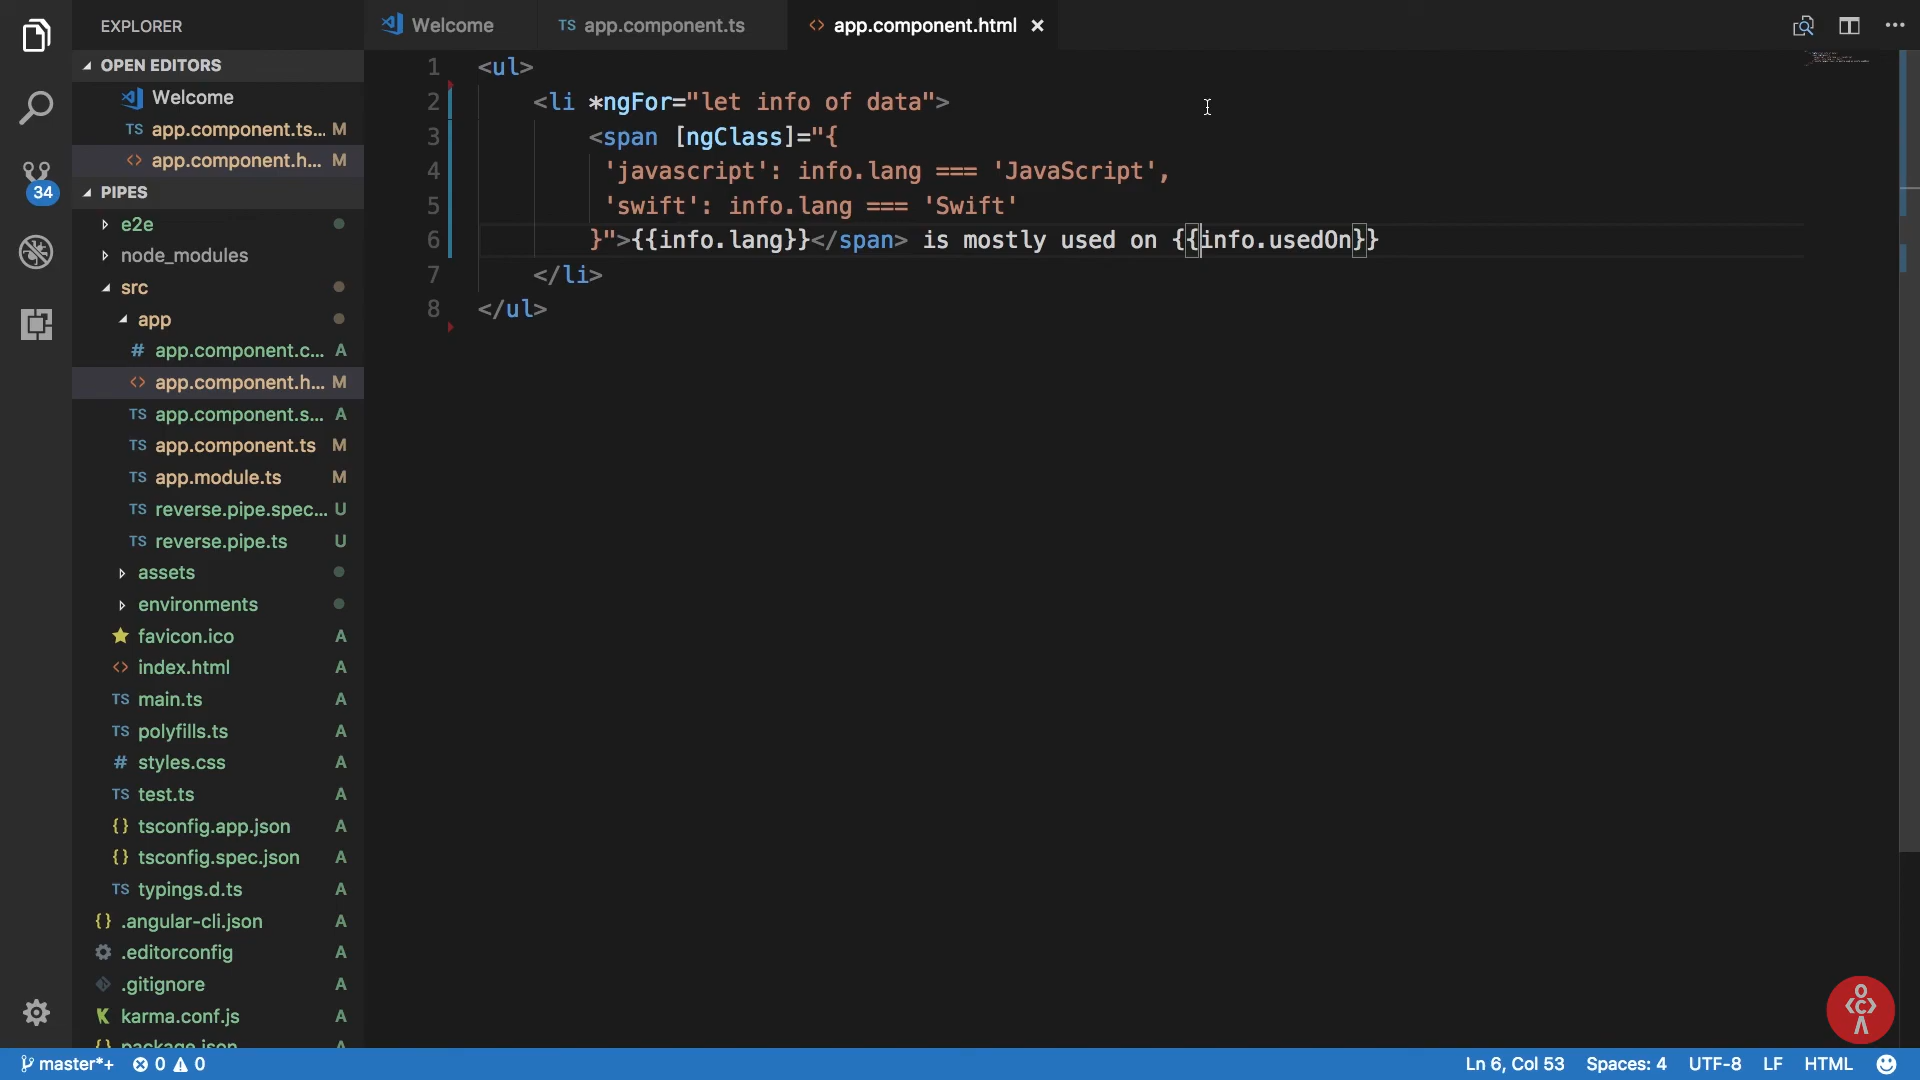 EXPLORER
OPEN EDITORS
Welcome
TS app.component.ts... M
<> app.component.h... M
34
PIPES
e2e
node_modules
src
app
# app.component.c... A
<> app.component.h... M
TS app.component.s... A
TS app.component.ts M
TS app.module.ts M
TS reverse.pipe.spec... U
TS reverse.pipe.ts U
assets
environments
favicon.ico A
<> index.html A
TS main.ts A
TS polyfills.ts A
# styles.css A
TS test.ts A
{} tsconfig.app.json A
{} tsconfig.spec.json A
TS typings.d.ts A
{} .angular-cli.json A
.editorconfig A
.gitignore A
K karma.conf.js A
{} package.json A
Welcome
TS app.component.ts
<> app.component.html ×
1 <ul>
2 <li *ngFor="let info of data">
3 <span [ngClass]="{
4 'javascript': info.lang === 'JavaScript',
5 'swift': info.lang === 'Swift'
6 }">{{info.lang}}</span> is mostly used on {{info.usedOn}}
7 </li>
8 </ul>
master*+ 0 0
Ln 6, Col 53 Spaces: 4 UTF-8 LF HTML